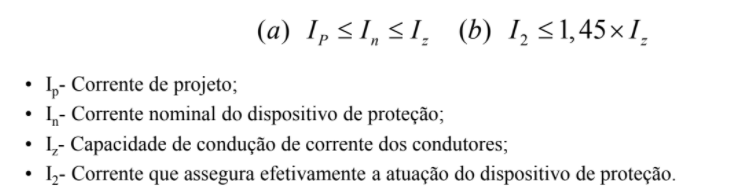 (a) I_P ≤ I_n ≤ I_z (b) I_2 ≤ 1,45 × I_z
• I_p- Corrente de projeto;
• I_n- Corrente nominal do dispositivo de proteção;
• I_z- Capacidade de condução de corrente dos condutores;
• I_2- Corrente que assegura efetivamente a atuação do dispositivo de proteção.